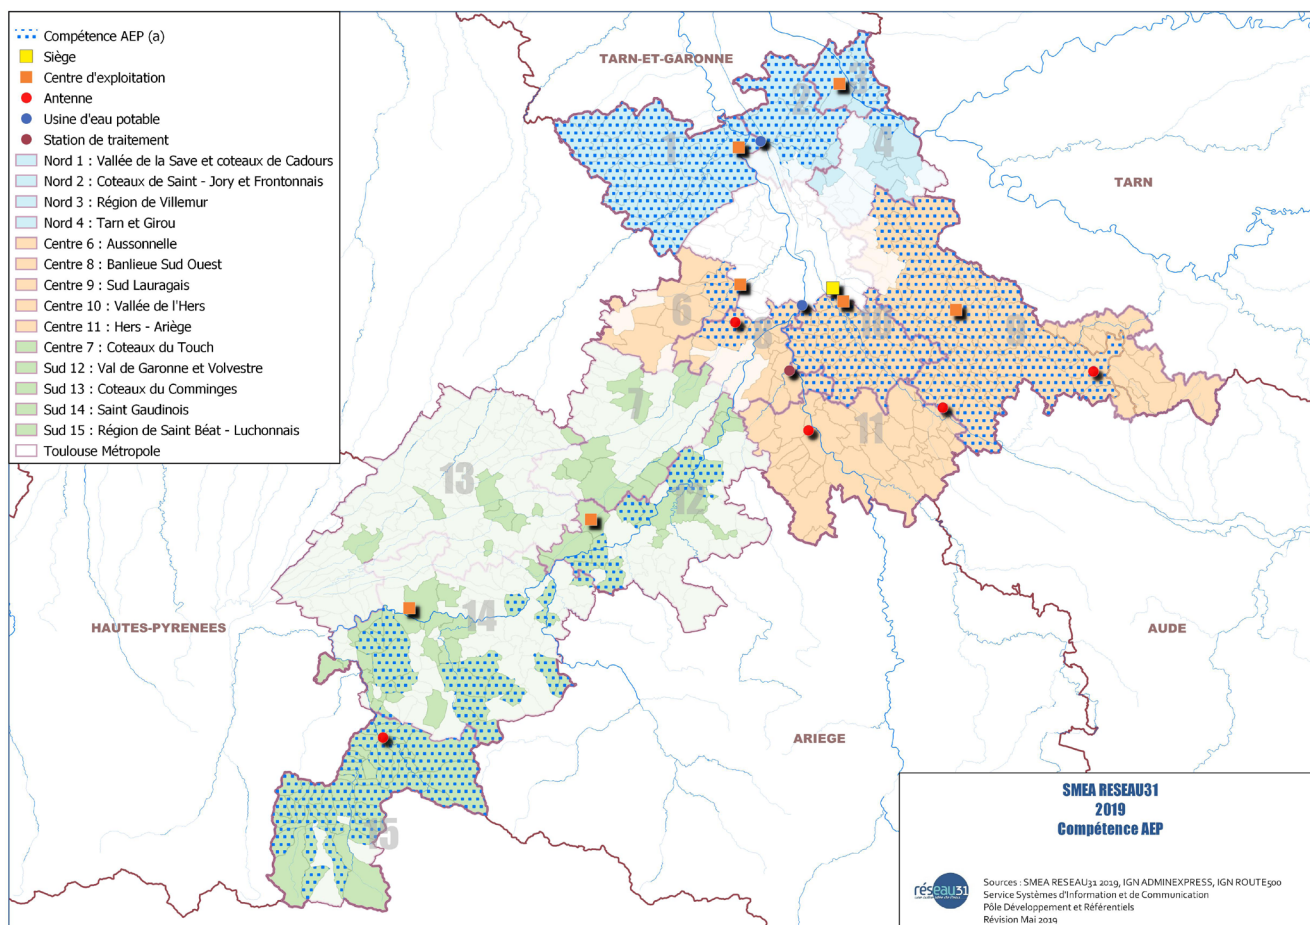 Compétence AEP (a)
Siège
Centre d'exploitation
Antenne
Usine d'eau potable
Station de traitement
Nord 1 : Vallée de la Save et coteaux de Cadours
Nord 2 : Coteaux de Saint - Jory et Frontonnais
Nord 3 : Région de Villemur
Nord 4 : Tarn et Girou
Centre 6 : Aussonnelle
Centre 8 : Banlieue Sud Ouest
Centre 9 : Sud Lauragais
Centre 10 : Vallée de l'Hers
Centre 11 : Hers - Ariège
Centre 7 : Coteaux du Touch
Sud 12 : Val de Garonne et Volvestre
Sud 13 : Coteaux du Comminges
Sud 14 : Saint Gaudinois
Sud 15 : Région de Saint Béat - Luchonnais
Toulouse Métropole
TARN-ET-GARONNE
TARN
HAUTES-PYRENEES
ARIEGE
AUDE
1
2
3
4
6
8
10
9
7
11
13
12
14
15
SMEA RESEAU31
2019
Compétence AEP
réseau31
Sources : SMEA RESEAU31 2019, IGN ADMINEXPRESS, IGN ROUTE500
Service Systèmes d'Information et de Communication
Pôle Développement et Référentiels
Révision Mai 2019